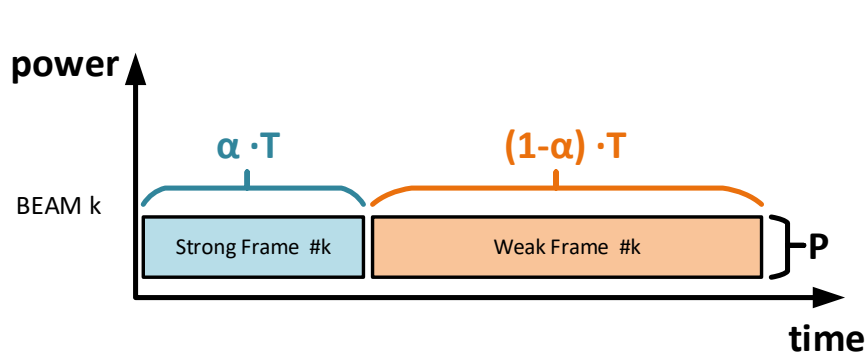 power
α ·T
(1-α) ·T
BEAM k
Strong Frame #k
Weak Frame #k
P
time